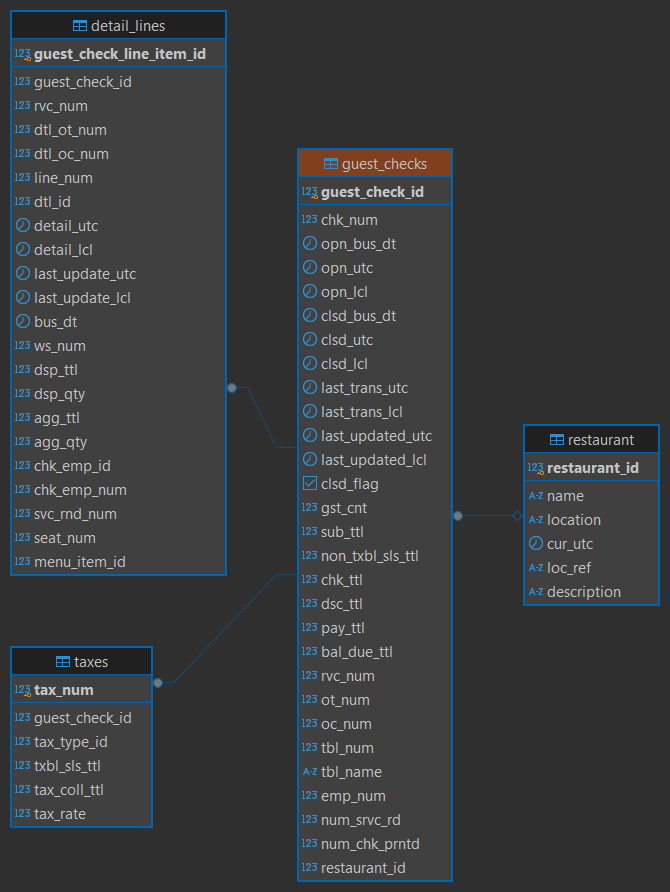 detail_lines
123 guest_check_line_item_id
123 guest_check_id
123 rvc_num
123 dtl_ot_num
123 dtl_oc_num
123 line_num
123 dtl_id
detail_utc
detail_lcl
last_update_utc
last_update_lcl
bus_dt
123 ws_num
123 dsp_ttl
123 dsp_qty
123 agg_ttl
123 agg_qty
123 chk_emp_id
123 chk_emp_num
123 svc_rnd_num
123 seat_num
123 menu_item_id
guest_checks
123 guest_check_id
123 chk_num
opn_bus_dt
opn_utc
opn_lcl
clsd_bus_dt
clsd_utc
clsd_lcl
last_trans_utc
last_trans_lcl
last_updated_utc
last_updated_lcl
clsd_flag
123 gst_cnt
123 sub_ttl
123 non_txbl_sls_ttl
123 chk_ttl
123 dsc_ttl
123 pay_ttl
123 bal_due_ttl
123 rvc_num
123 ot_num
123 oc_num
123 tbl_num
A-Z tbl_name
123 emp_num
123 num_srvc_rd
123 num_chk_prntd
123 restaurant_id
restaurant
123 restaurant_id
A-Z name
A-Z location
cur_utc
A-Z loc_ref
A-Z description
taxes
123 tax_num
123 guest_check_id
123 tax_type_id
123 txbl_sls_ttl
123 tax_coll_ttl
123 tax_rate